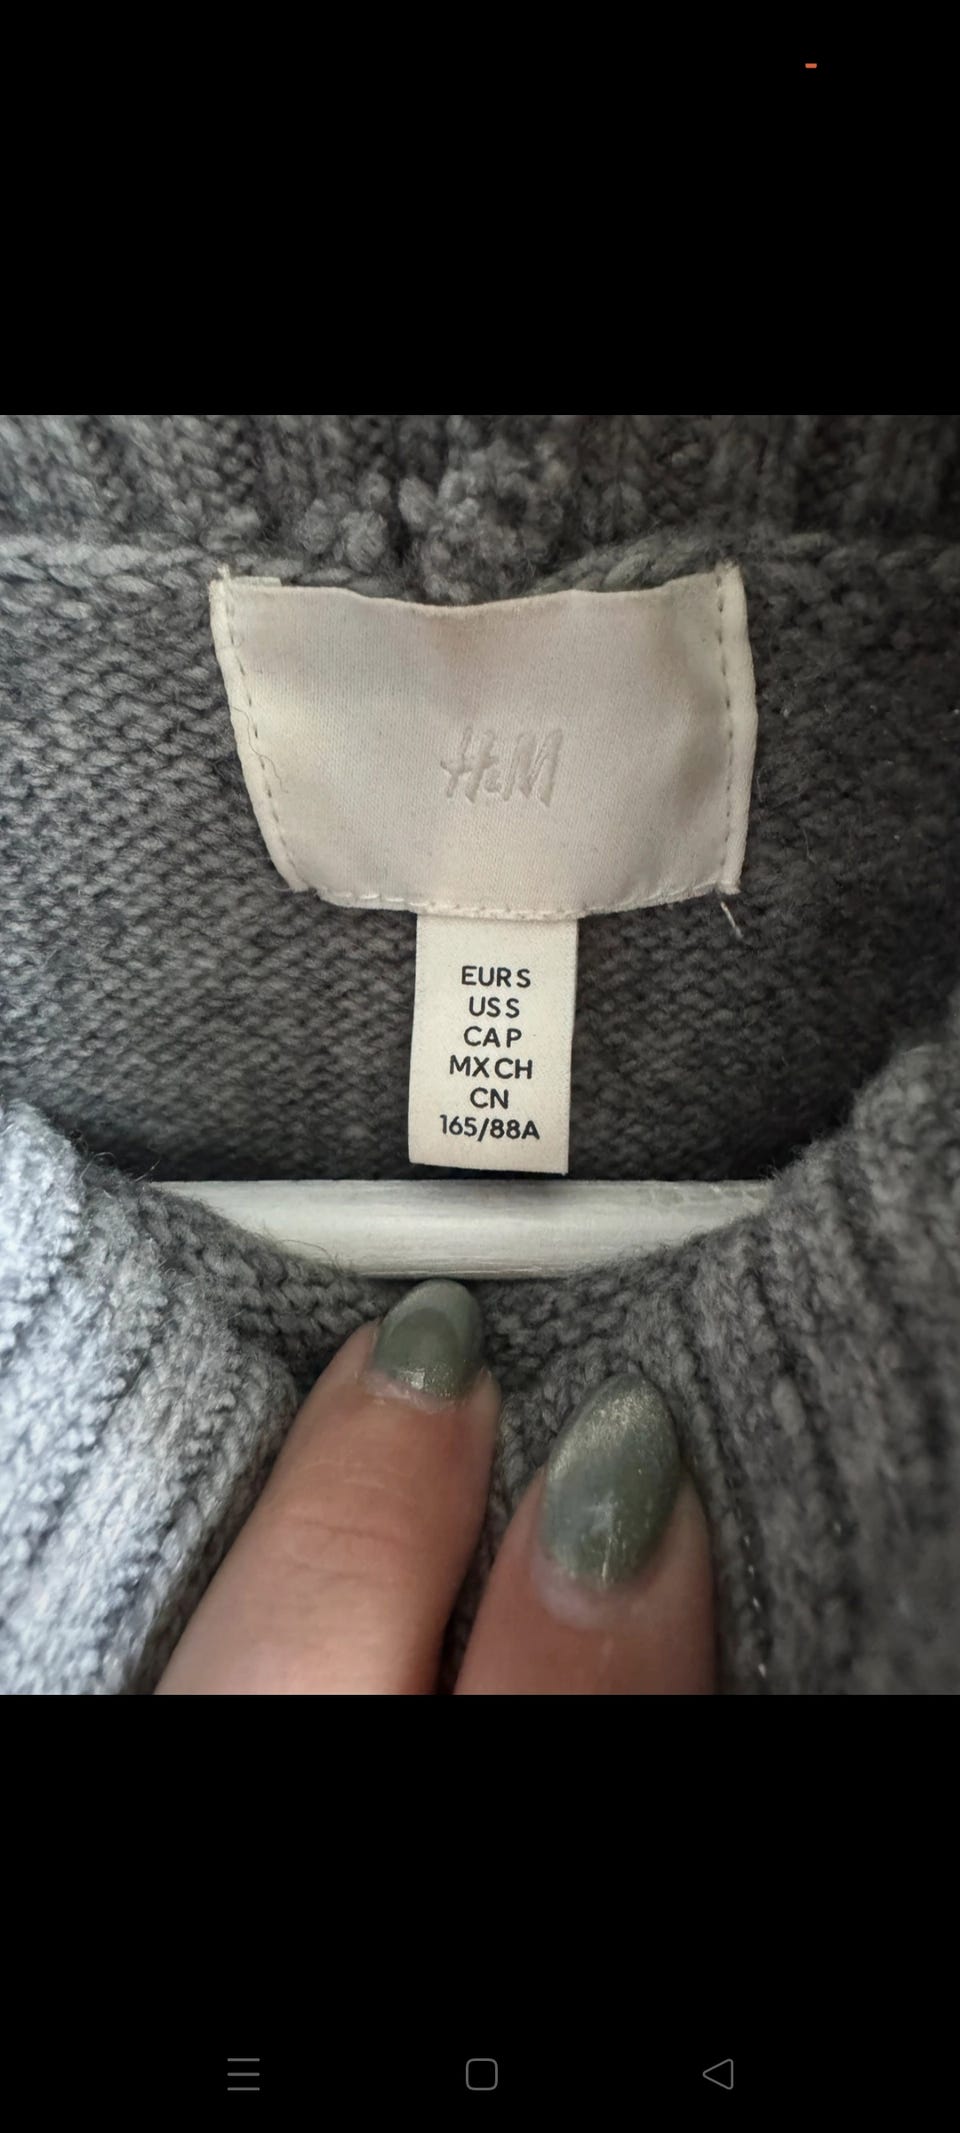 H&M
EUR S
US S
CA P
MX CH
CN
165/88A